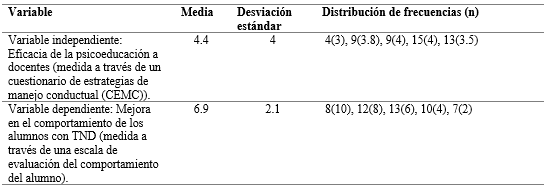 Variable Media Desviación Distribución de frecuencias (n)
estándar
Variable independiente: 4.4 4 4(3), 9(3.8), 9(4), 15(4), 13(3.5)
Eficacia de la psicoeducación a
docentes (medida a través de un
cuestionario de estrategias de
manejo conductual (CEMC)).
Variable dependiente: Mejora 6.9 2.1 8(10), 12(8), 13(6), 10(4), 7(2)
en el comportamiento de los
alumnos con TND (medida a
través de una escala de
evaluación del comportamiento
del alumno).